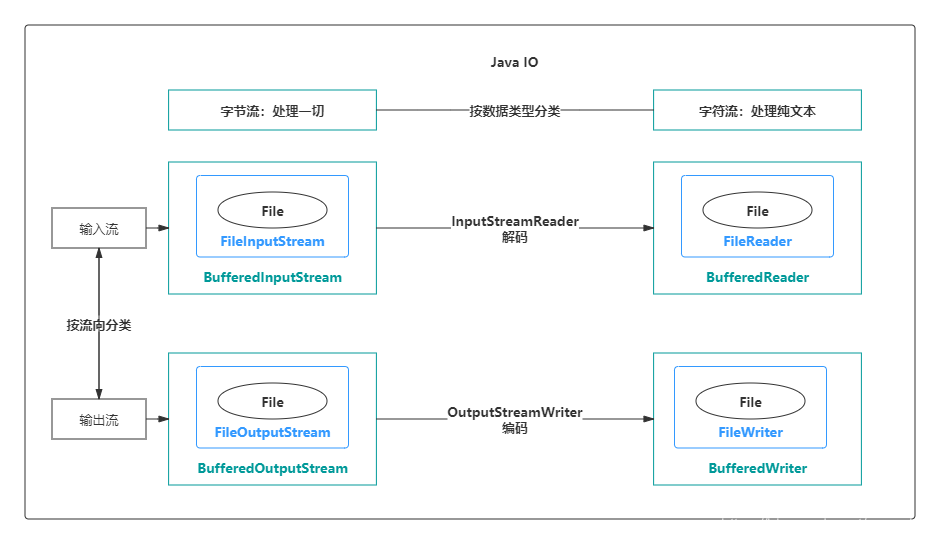 Java IO
字节流：处理一切
按数据类型分类
字符流：处理纯文本
输入流
File
FileInputStream
BufferedInputStream
InputStreamReader
解码
File
FileReader
BufferedReader
按流向分类
输出流
File
FileOutputStream
BufferedOutputStream
OutputStreamWriter
编码
File
FileWriter
BufferedWriter